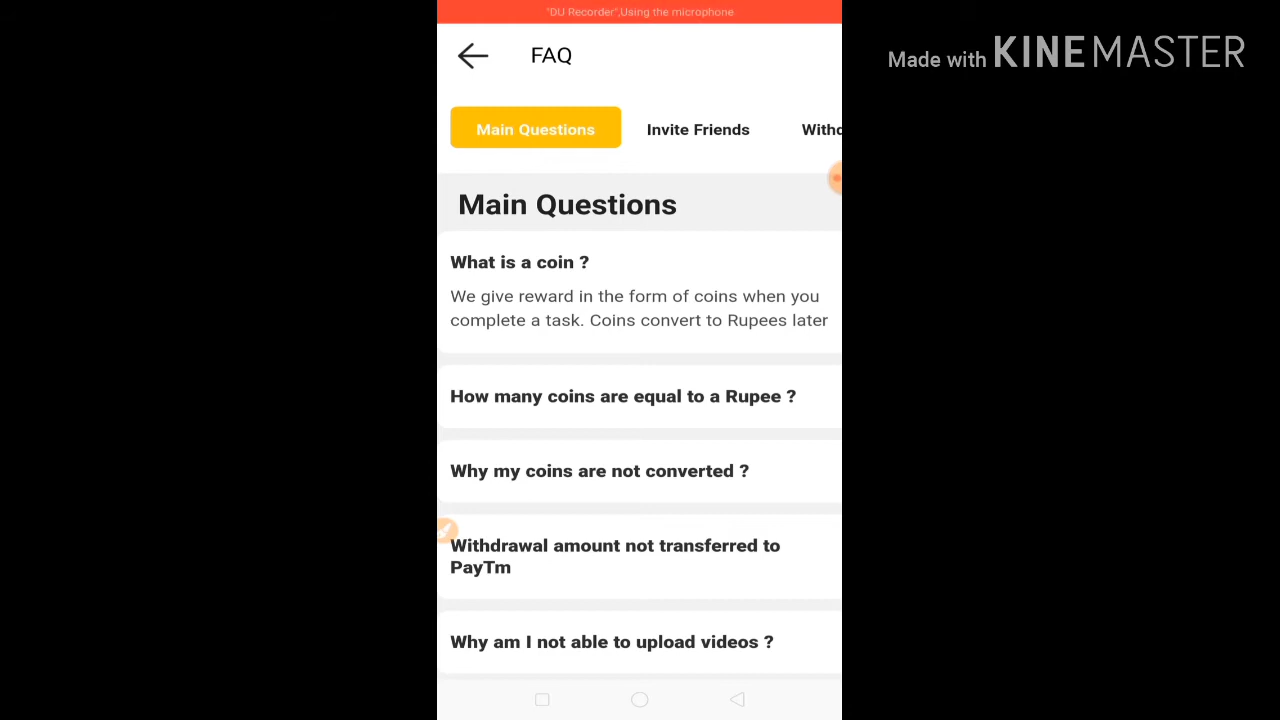 "DU Recorder",Using the microphone
Made with KINEMASTER
FAQ
Main Questions
Invite Friends
Withd
Main Questions
What is a coin ?
We give reward in the form of coins when you
complete a task. Coins convert to Rupees later
How many coins are equal to a Rupee ?
Why my coins are not converted ?
Withdrawal amount not transferred to
PayTm
Why am I not able to upload videos ?